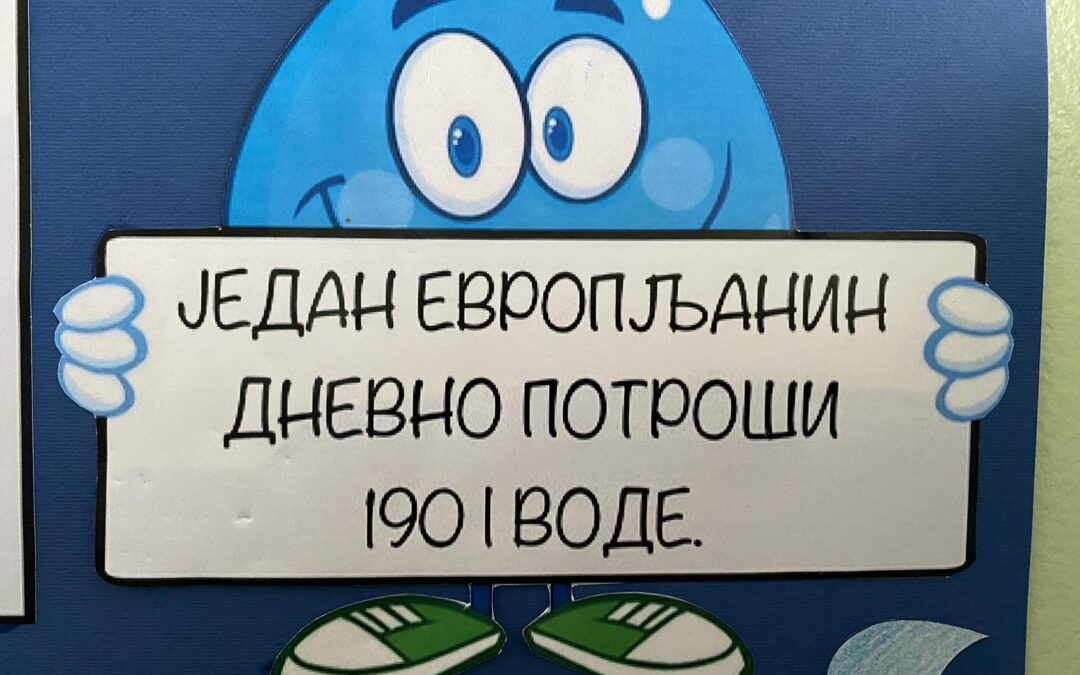 ЈЕДАН ЕВРОПЉАНИН
ДНЕВНО ПОТРОШИ
190 l ВОДЕ.